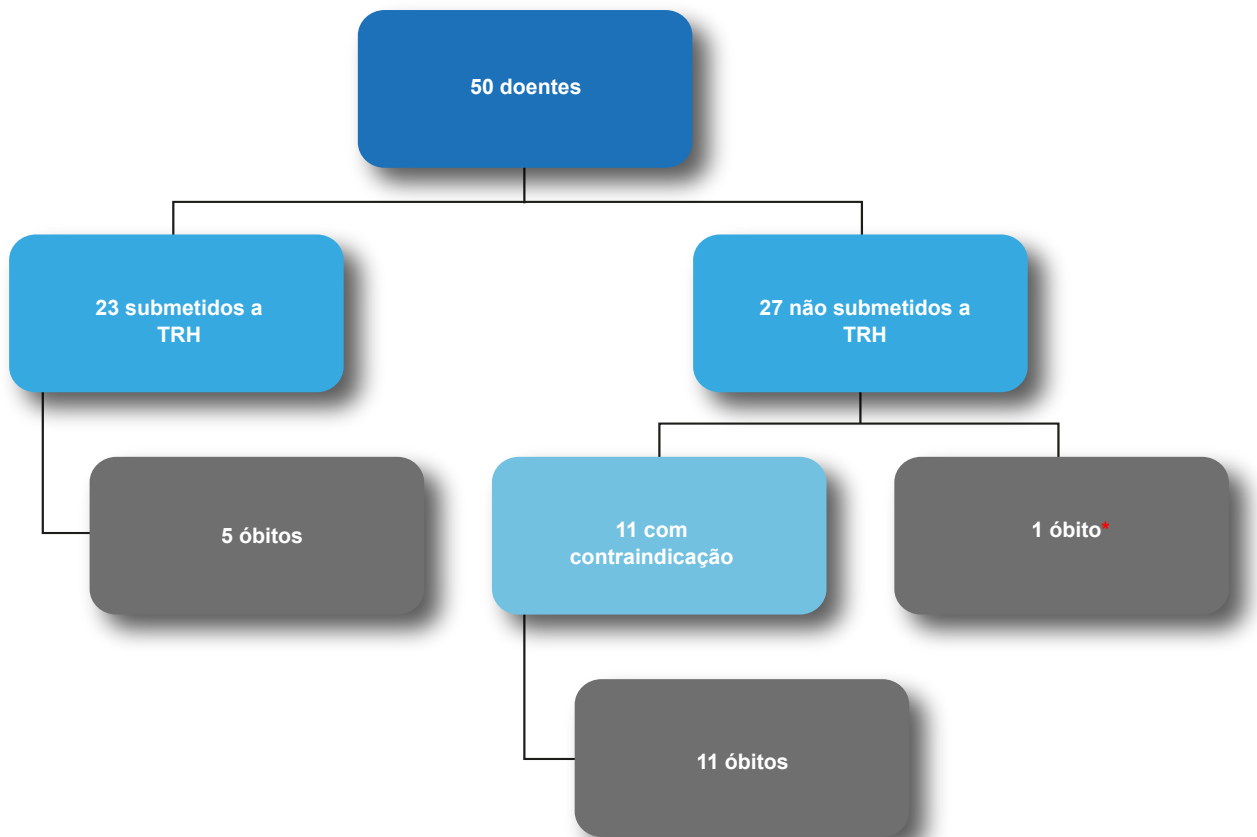 50 doentes
23 submetidos a
TRH
27 não submetidos a
TRH
5 óbitos
11 com
contraindicação
1 óbito*
11 óbitos